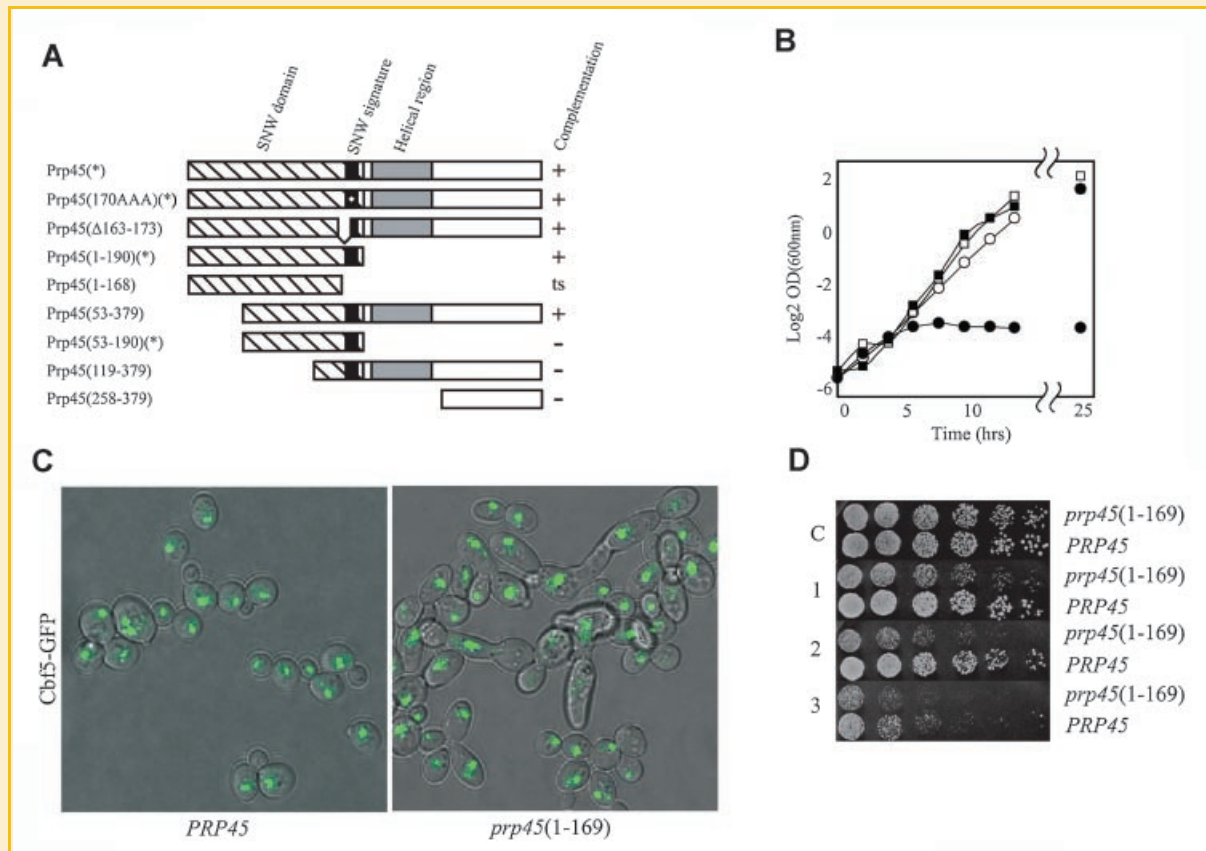 A
SNW domain
SNW signature
Helical region
Complementation
Prp45(*) +
Prp45(170AAA)(*) +
Prp45(Δ163-173) +
Prp45(1-190)(*) +
Prp45(1-168) ts
Prp45(53-379) +
Prp45(53-190)(*) -
Prp45(119-379) -
Prp45(258-379) -
B
Log2 OD(600nm)
2
0
-2
-4
-6
0 5 10 25
Time (hrs)
C
Cbf5-GFP
PRP45
prp45(1-169)
D
C
prp45(1-169)
PRP45
1
prp45(1-169)
PRP45
2
prp45(1-169)
PRP45
3
prp45(1-169)
PRP45